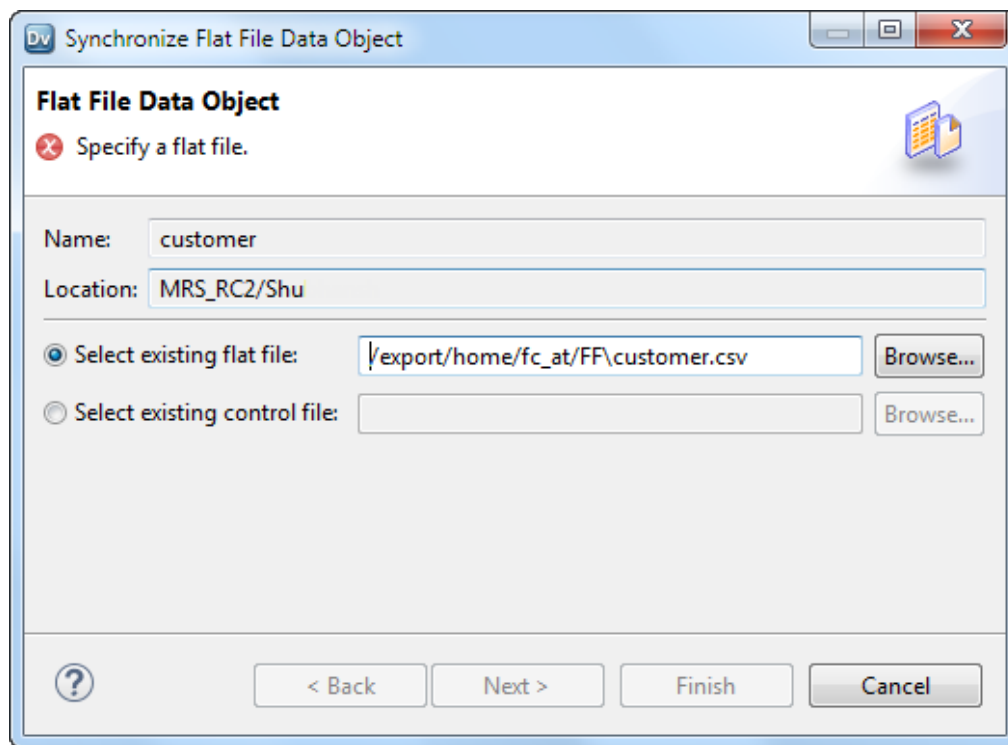 Dv Synchronize Flat File Data Object
Flat File Data Object
Specify a flat file.
Name: customer
Location: MRS_RC2/Shu
Select existing flat file: /export/home/fc_at/FF\customer.csv Browse...
Select existing control file: Browse...
< Back Next > Finish Cancel